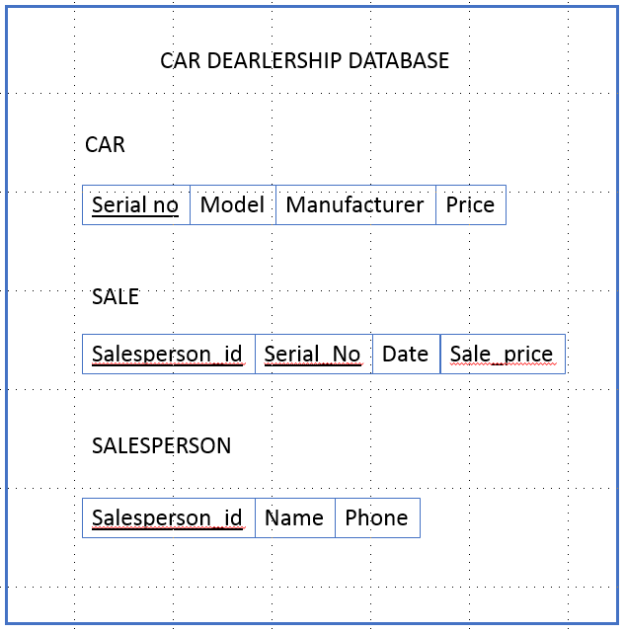 CAR DEARLERSHIP DATABASE
CAR
Serial no Model Manufacturer Price
SALE
Salesperson_id Serial_No Date Sale_price
SALESPERSON
Salesperson_id Name Phone